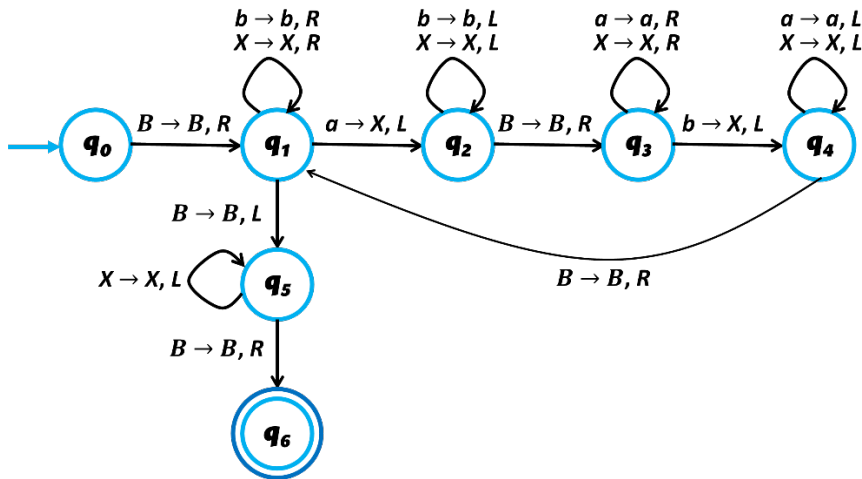 b → b, R
X → X, R
b → b, L
X → X, L
a → a, R
X → X, R
a → a, L
X → X, L
q₀
B → B, R
q₁
a → X, L
q₂
B → B, R
q₃
b → X, L
q₄
B → B, L
X → X, L
q₅
B → B, R
B → B, R
q₆